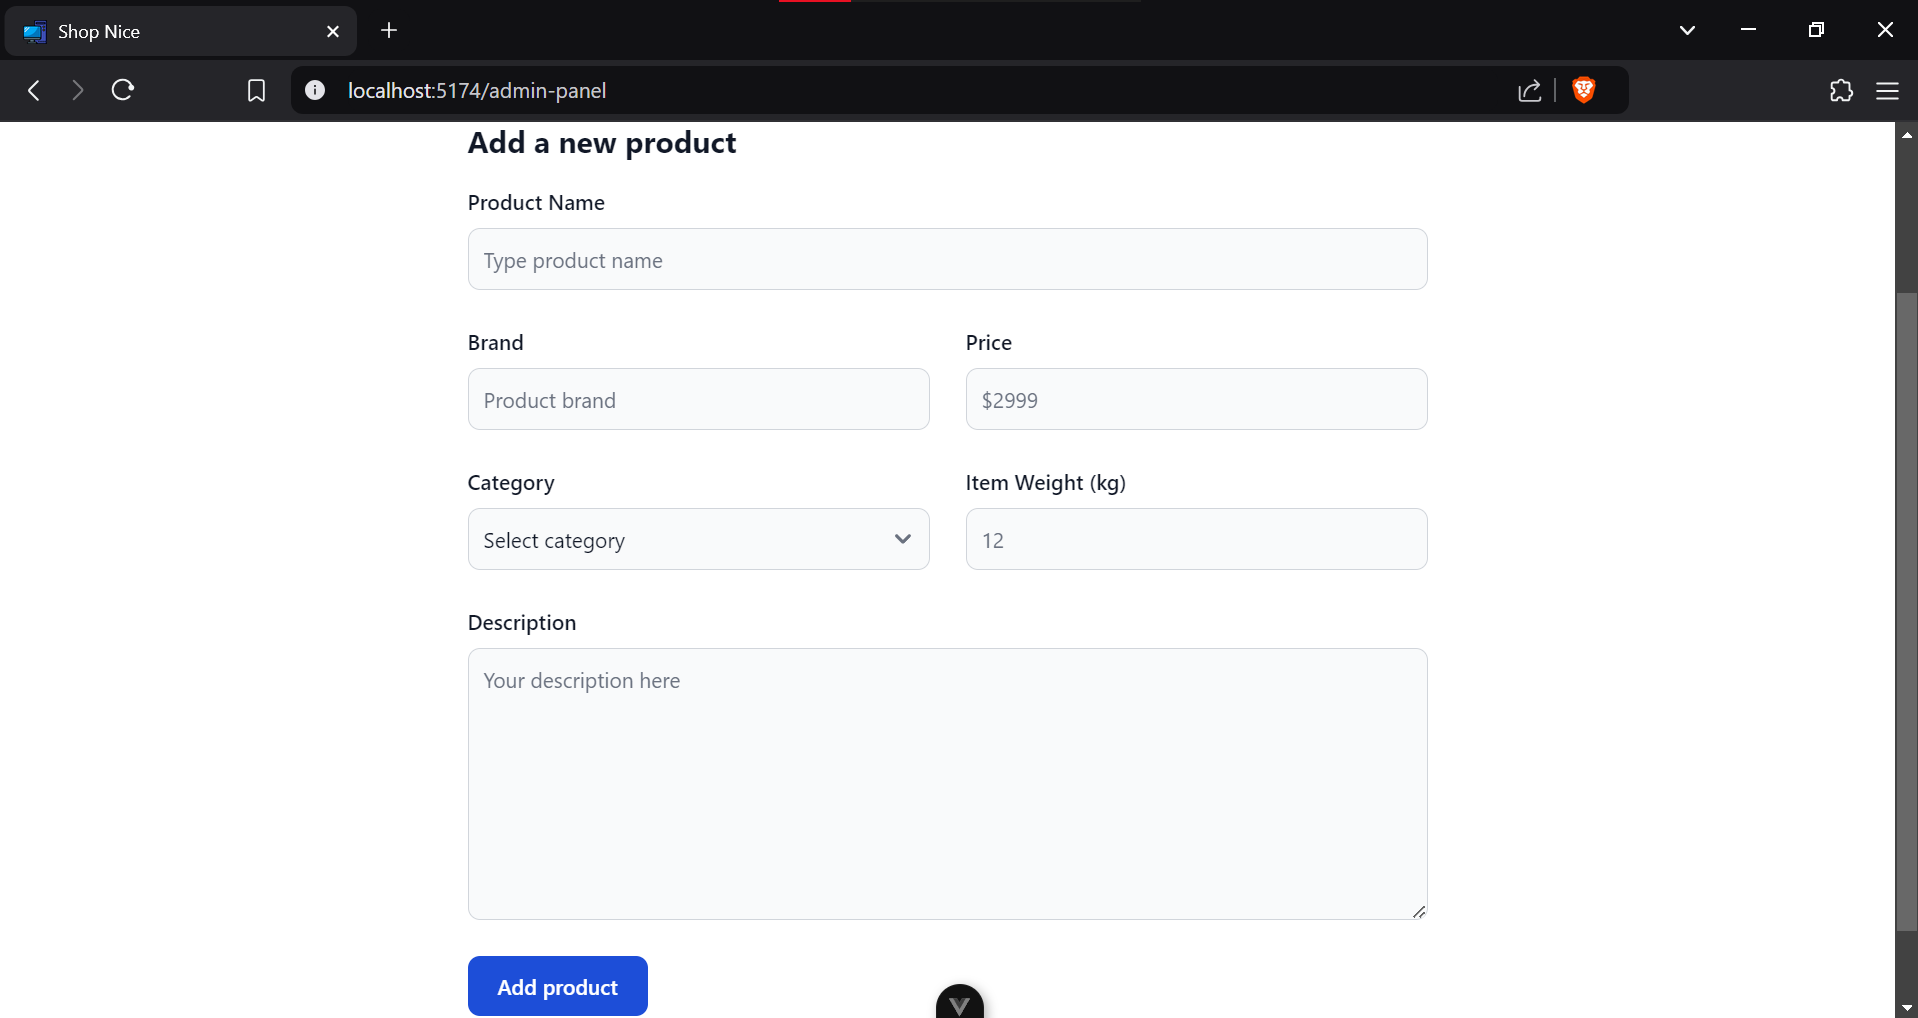 Shop Nice
localhost:5174/admin-panel
Add a new product
Product Name
Type product name
Brand
Price
Product brand
$2999
Category
Item Weight (kg)
Select category
12
Description
Your description here
Add product